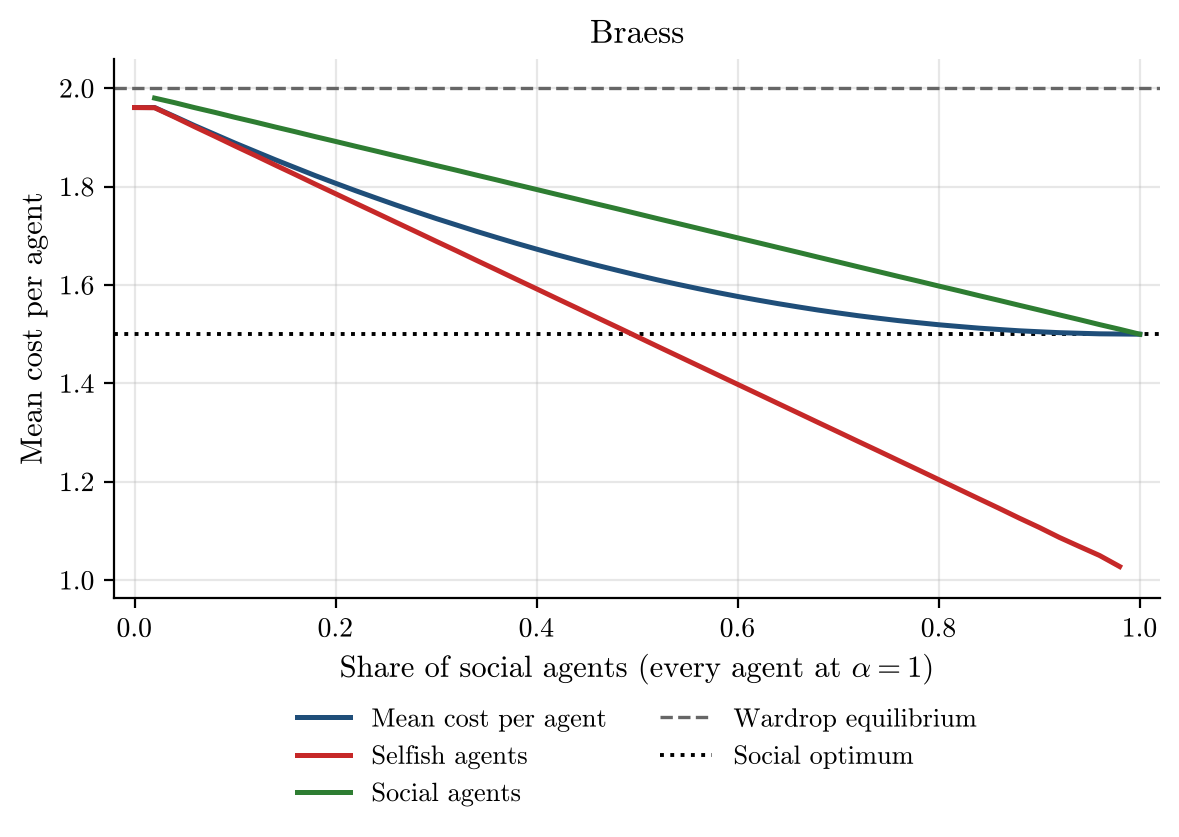 Braess
2.0
1.8
1.6
1.4
1.2
1.0
Mean cost per agent
0.0 0.2 0.4 0.6 0.8 1.0
Share of social agents (every agent at α = 1)
Mean cost per agent
Selfish agents
Social agents
Wardrop equilibrium
Social optimum